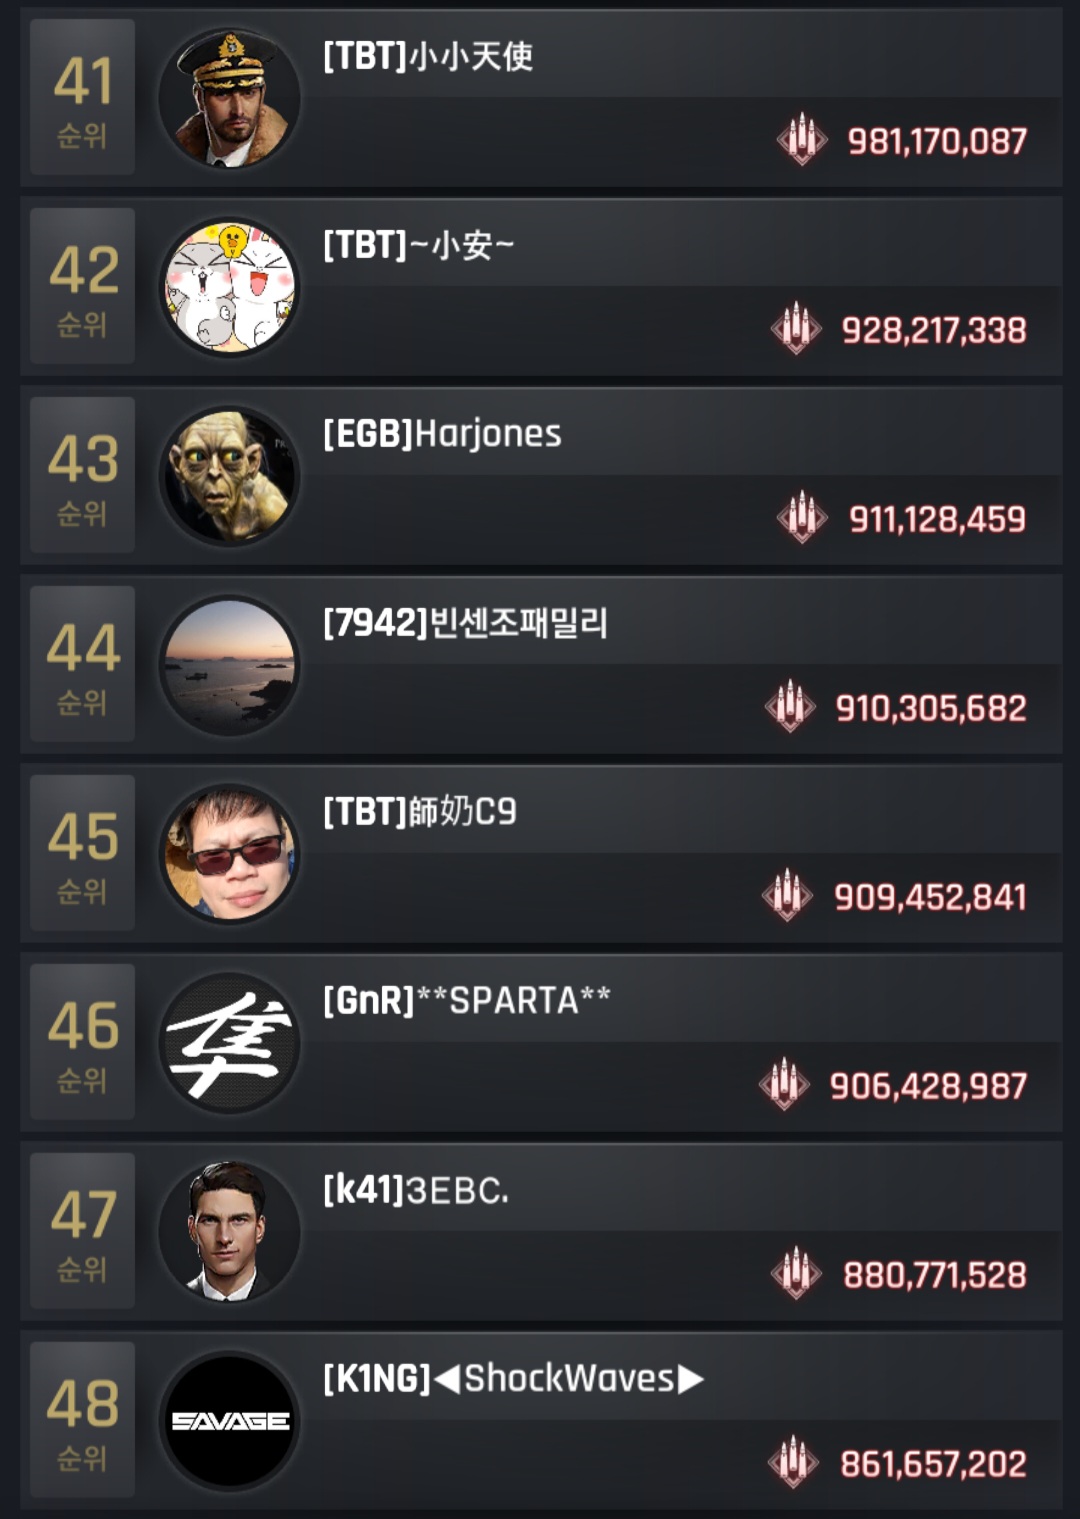 41
순위
[TBT]小小天使
981,170,087
42
순위
[TBT]~小安~
928,217,338
43
순위
[EGB]Harjones
911,128,459
44
순위
[7942]빈센조패밀리
910,305,682
45
순위
[TBT]師奶C9
909,452,841
46
순위
隼
[GnR]**SPARTA**
906,428,987
47
순위
[k41]3EBC.
880,771,528
48
순위
SAVAGE
[K1NG]◀ShockWaves▶
861,657,202